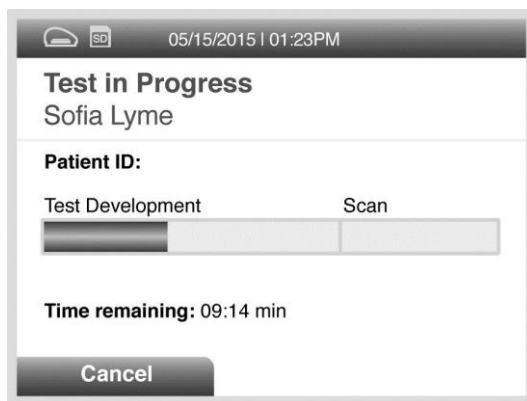 SD 05/15/2015 | 01:23PM
Test in Progress
Sofia Lyme
Patient ID:
Test Development Scan
Time remaining: 09:14 min
Cancel